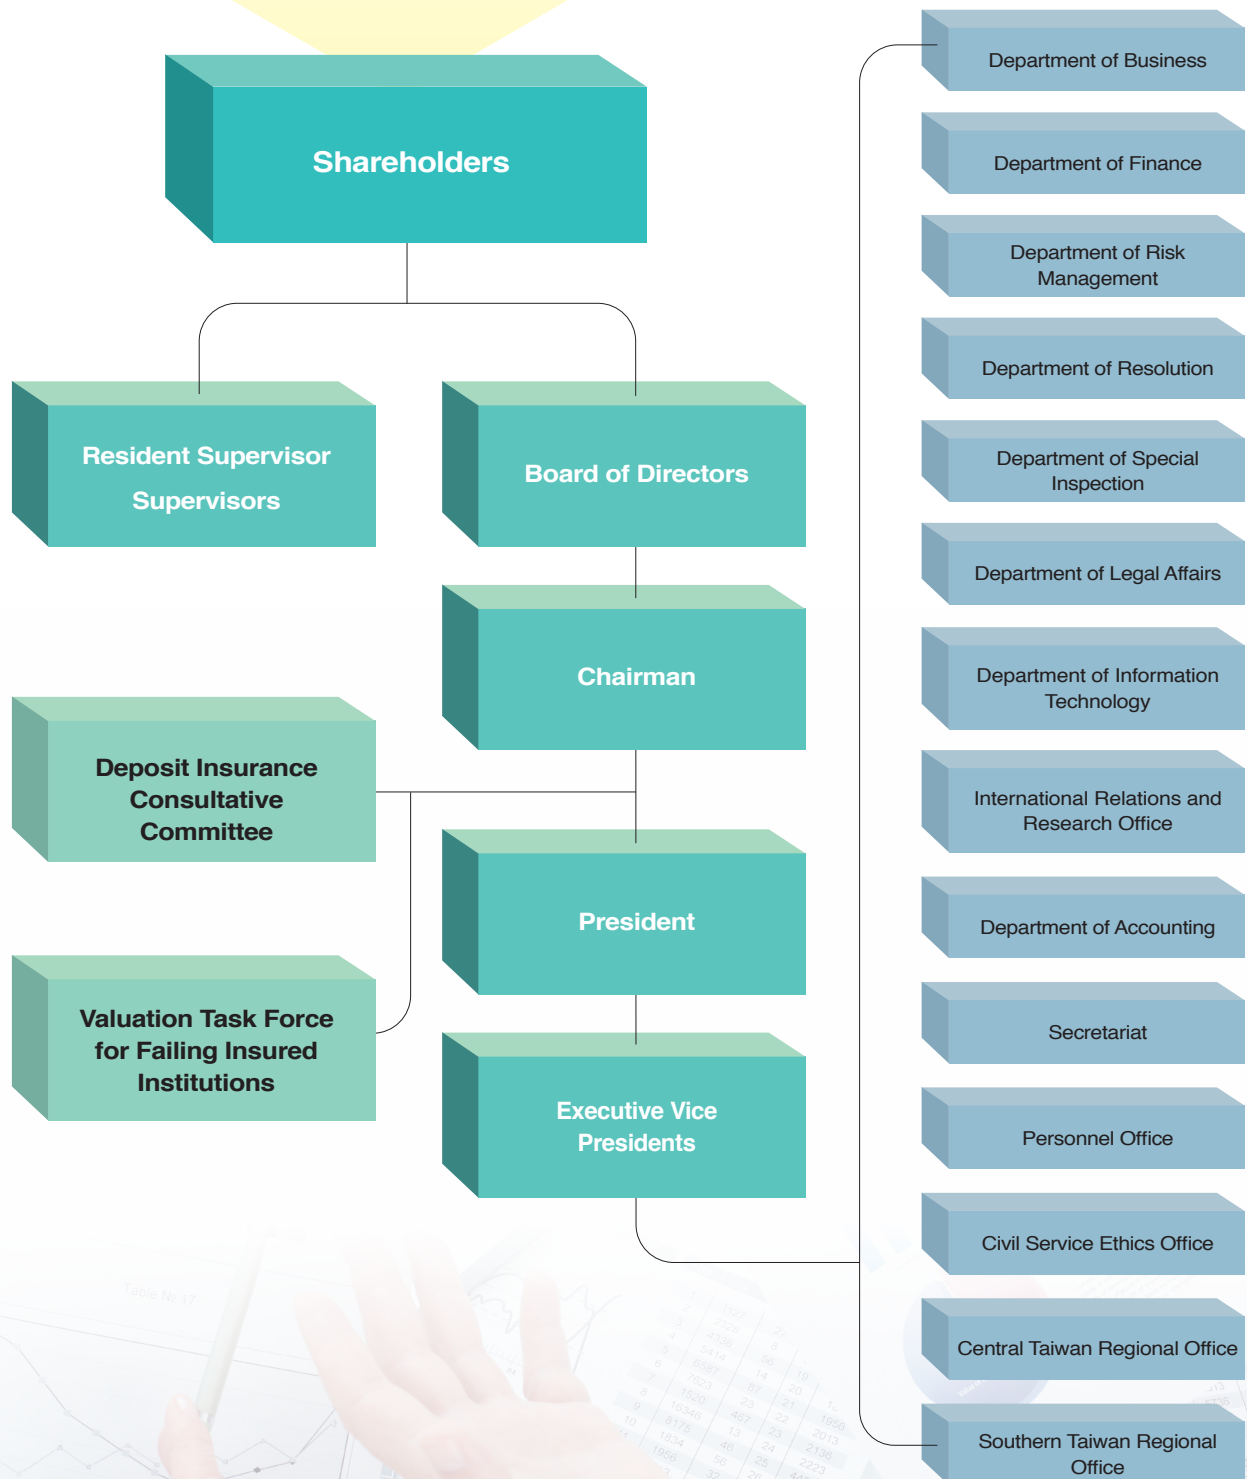 Shareholders
Resident Supervisor
Supervisors
Board of Directors
Chairman
Deposit Insurance
Consultative
Committee
President
Valuation Task Force
for Failing Insured
Institutions
Executive Vice
Presidents
Department of Business
Department of Finance
Department of Risk
Management
Department of Resolution
Department of Special
Inspection
Department of Legal Affairs
Department of Information
Technology
International Relations and
Research Office
Department of Accounting
Secretariat
Personnel Office
Civil Service Ethics Office
Central Taiwan Regional Office
Southern Taiwan Regional
Office
Table № 17